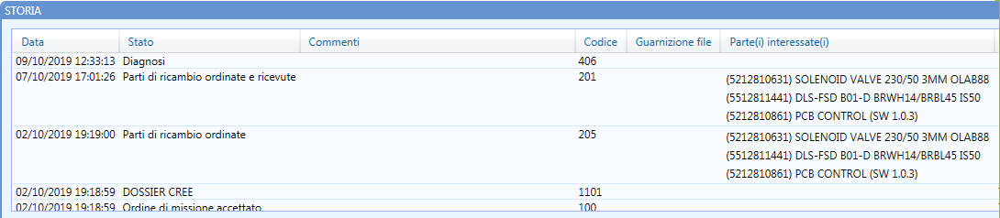 STORIA
Data Stato Commenti Codice Guarnizione file Parte(i) interessate(i)
09/10/2019 12:33:13 Diagnosi 406
07/10/2019 17:01:26 Parti di ricambio ordinate e ricevute 201 (5212810631) SOLENOID VALVE 230/50 3MM OLAB88
(5512811441) DLS-FSD B01-D BRWH14/BRBL45 IS50
(5212810861) PCB CONTROL (SW 1.0.3)
02/10/2019 19:19:00 Parti di ricambio ordinate 205 (5212810631) SOLENOID VALVE 230/50 3MM OLAB88
(5512811441) DLS-FSD B01-D BRWH14/BRBL45 IS50
(5212810861) PCB CONTROL (SW 1.0.3)
02/10/2019 19:18:59 DOSSIER CREE 1101
02/10/2019 19:18:59 Ordine di missione accettato 100